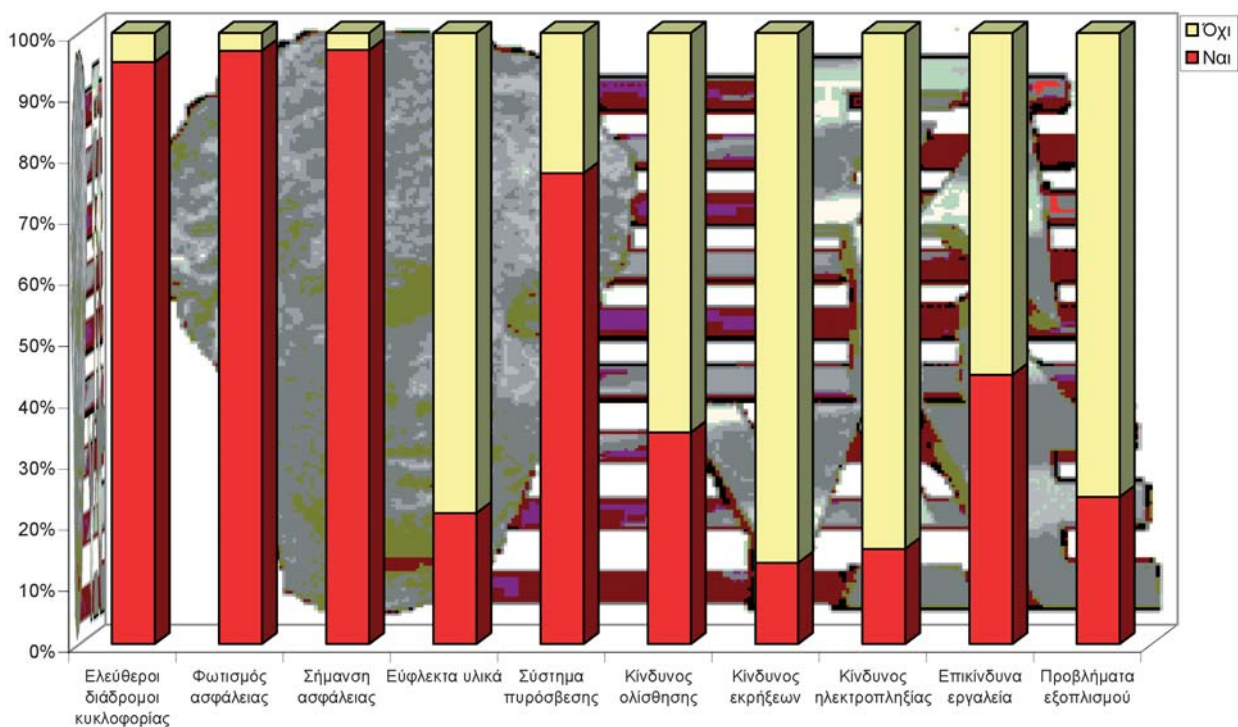 Όχι
Ναι
100%
90%
80%
70%
60%
50%
40%
30%
20%
10%
0%
Ελεύθεροι
διάδρομοι
κυκλοφορίας
Φωτισμός
ασφάλειας
Σήμανση
ασφάλειας
Εύφλεκτα υλικά
Σύστημα
πυρόσβεσης
Κίνδυνος
ολίσθησης
Κίνδυνος
εκρήξεων
Κίνδυνος
ηλεκτροπληξίας
Επικίνδυνα
εργαλεία
Προβλήματα
εξοπλισμού